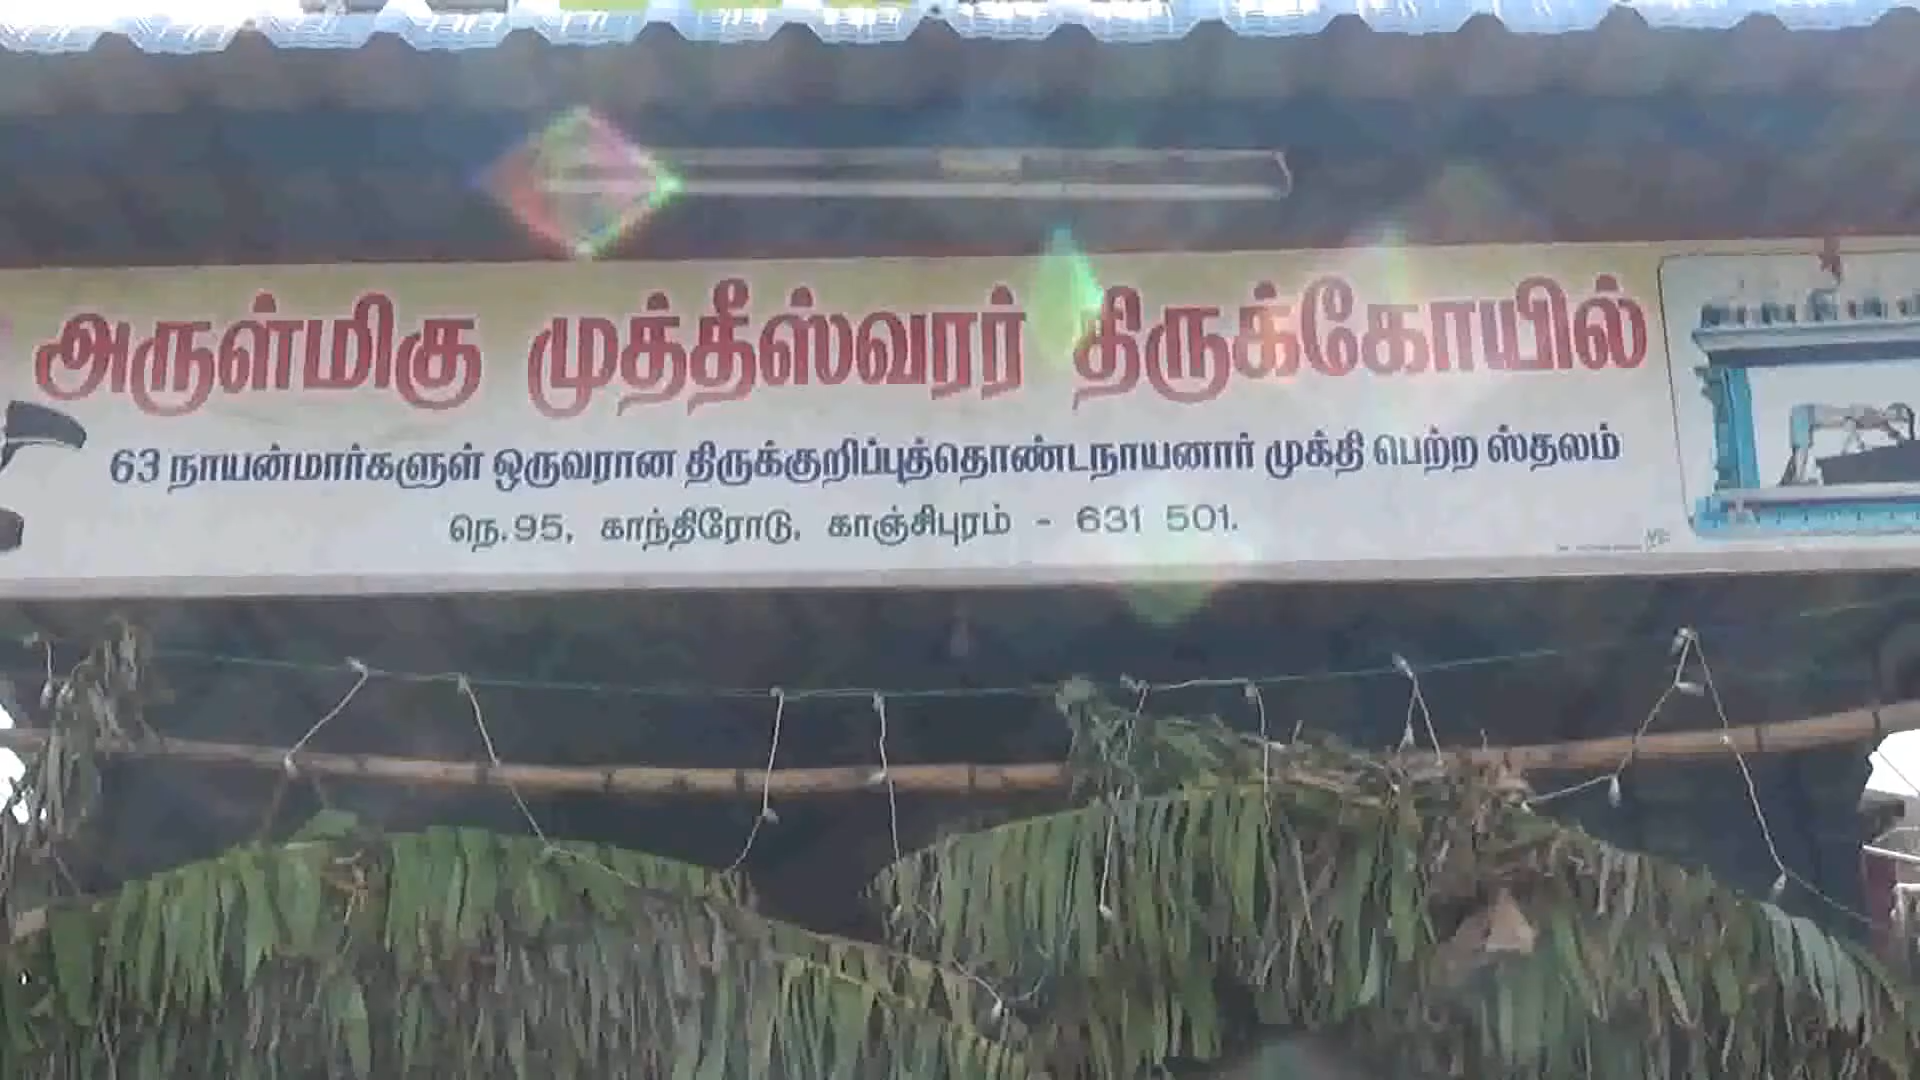 அருள்மிகு முத்தீஸ்வரர் திருக்கோயில்
63 நாயன்மார்களுள் ஒருவரான திருக்குறிப்புத்தொண்டநாயனார் முக்தி பெற்ற ஸ்தலம்
நெ.95, காந்திரோடு, காஞ்சிபுரம் - 631 501.